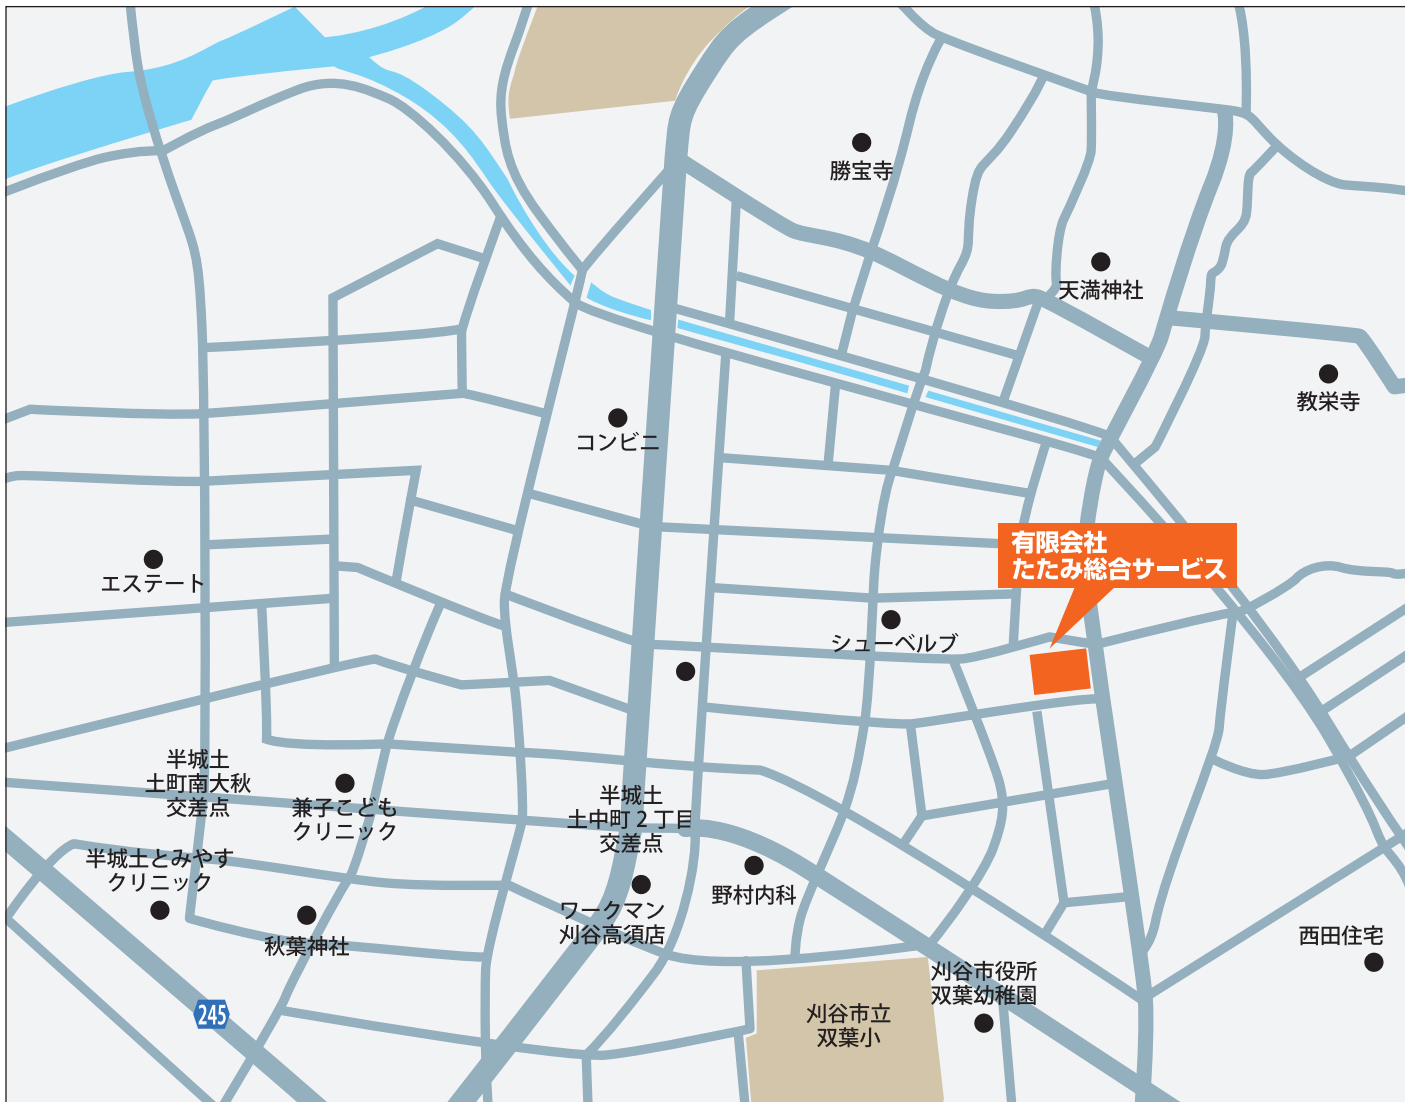 勝宝寺
天満神社
教栄寺
コンビニ
有限会社
たたみ総合サービス
エステート
シューベルブ
半城土
土町南大秋
交差点
兼子こども
クリニック
半城土
土中町2丁目
交差点
半城土とみやす
クリニック
野村内科
ワークマン
刈谷高須店
秋葉神社
西田住宅
刈谷市役所
双葉幼稚園
刈谷市立
双葉小
245